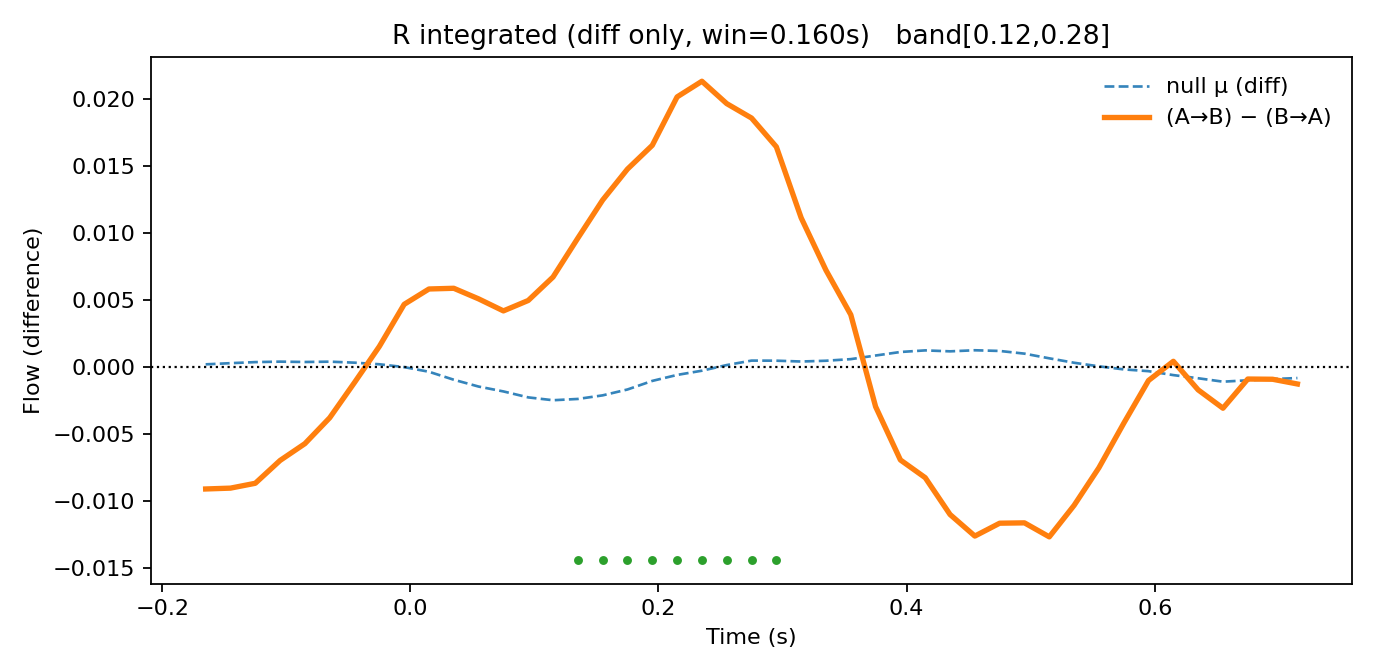 R integrated (diff only, win=0.160s)   band[0.12,0.28]
null μ (diff)
(A→B) − (B→A)
Flow (difference)
0.020
0.015
0.010
0.005
0.000
−0.005
−0.010
−0.015
−0.2
0.0
0.2
0.4
0.6
Time (s)